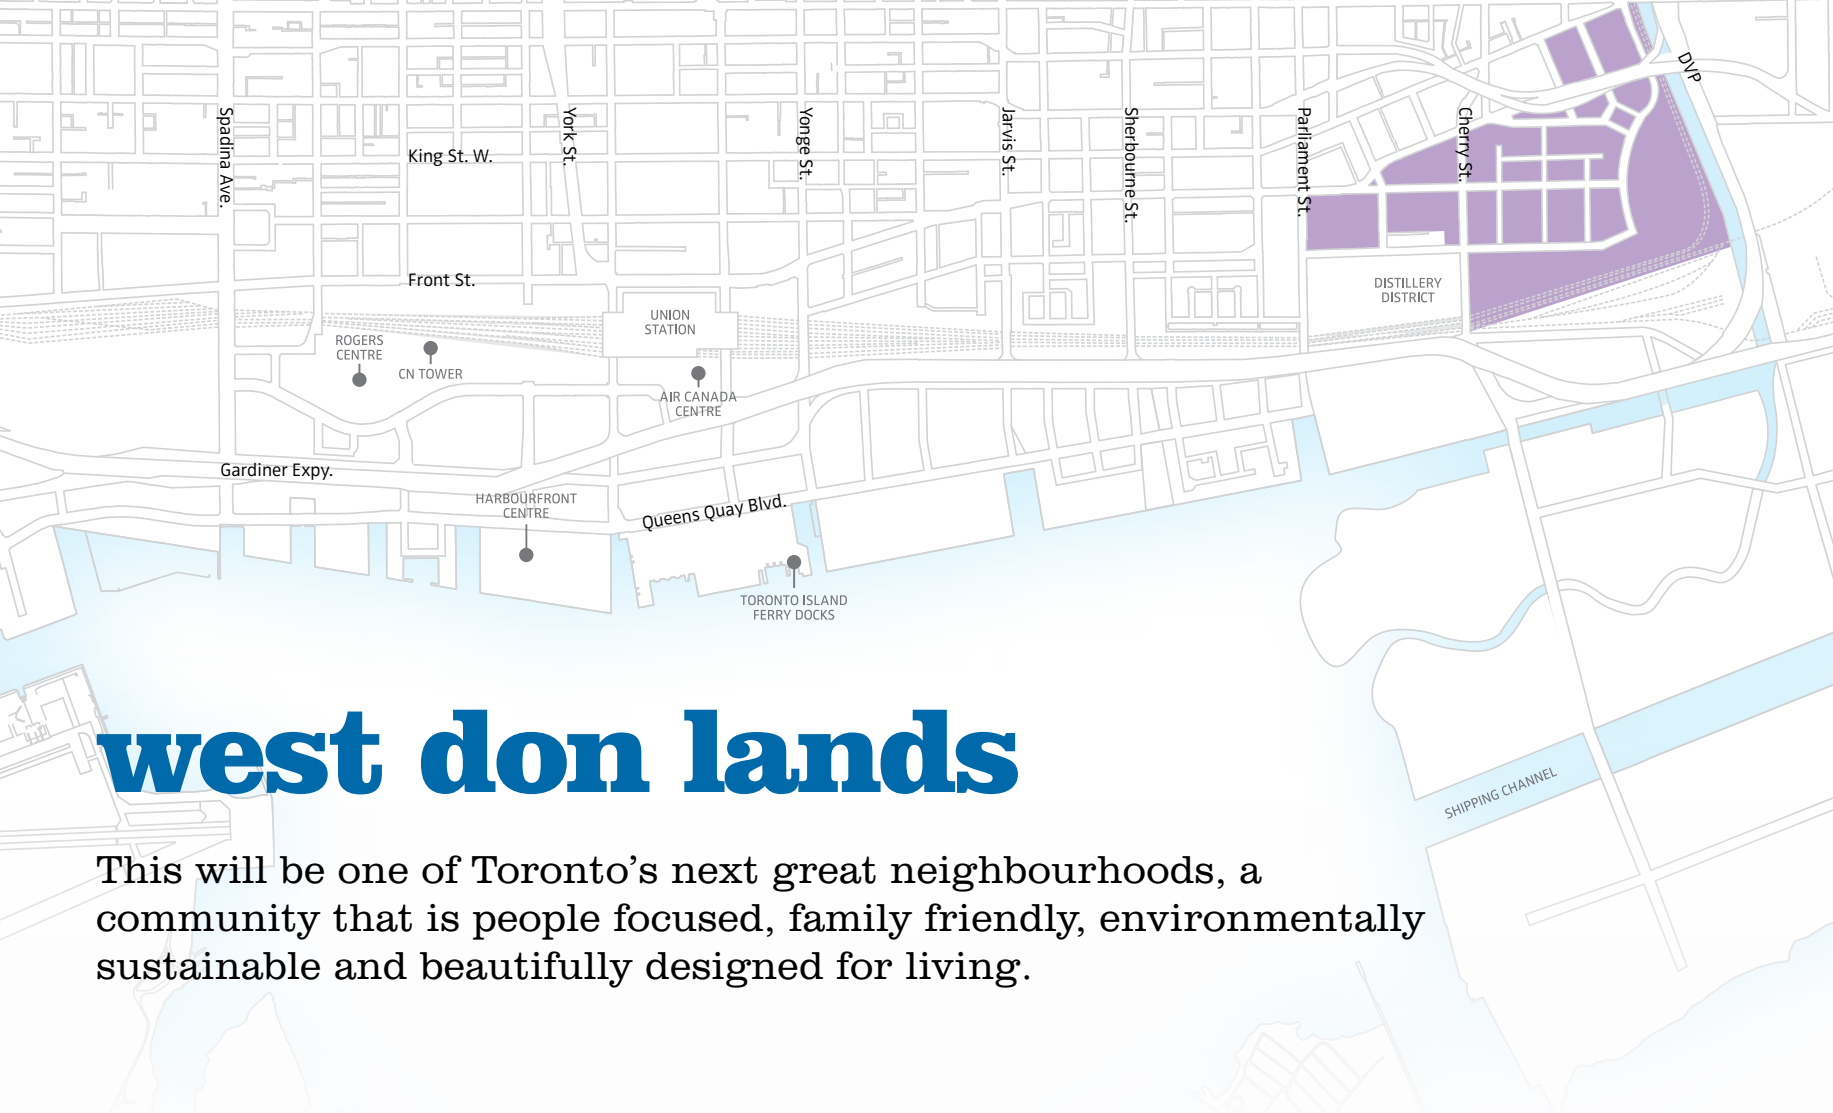 DVP
Spadina Ave.
York St.
Yonge St.
Jarvis St.
Sherbourne St.
Parliament St.
Cherry St.
King St. W.
Front St.
DISTILLERY
DISTRICT
UNION
STATION
ROGERS
CENTRE
CN TOWER
AIR CANADA
CENTRE
Gardiner Expy.
HARBOURFRONT
CENTRE
Queens Quay Blvd.
TORONTO ISLAND
FERRY DOCKS
SHIPPING CHANNEL
west don lands
This will be one of Toronto’s next great neighbourhoods, a
community that is people focused, family friendly, environmentally
sustainable and beautifully designed for living.